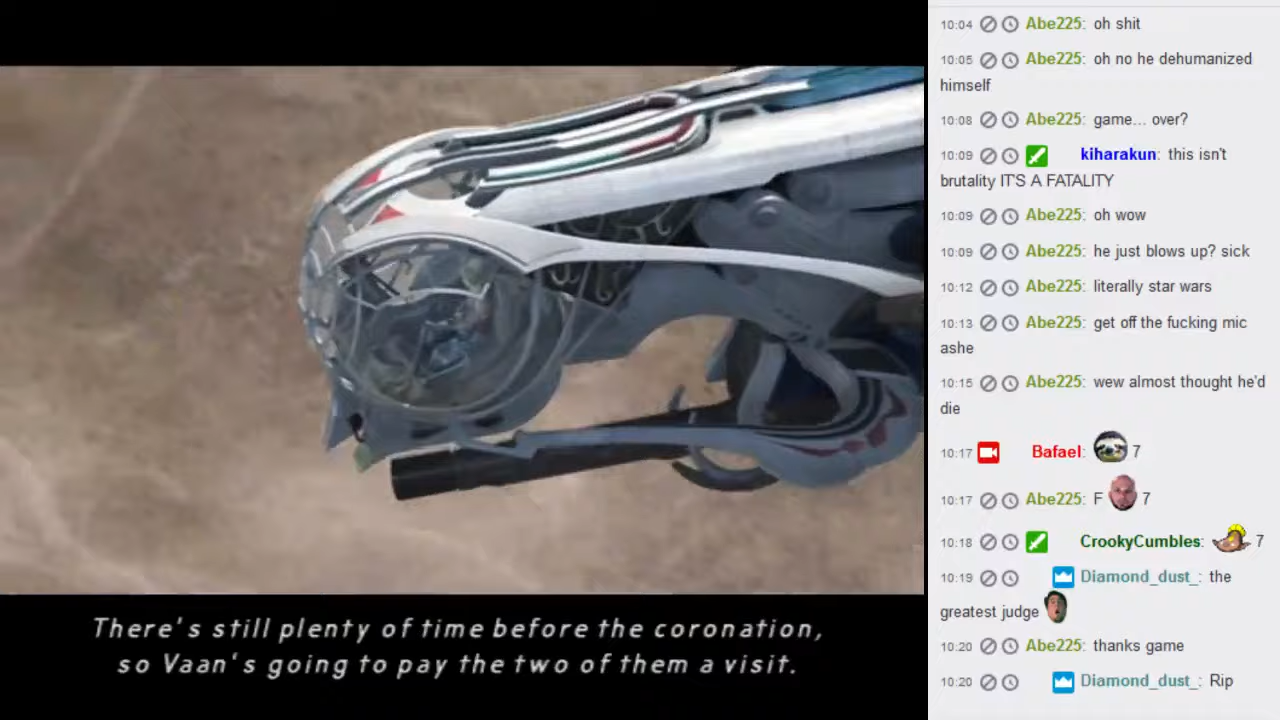 There's still plenty of time before the coronation,
so Vaan's going to pay the two of them a visit.
10:04 Abe225: oh shit
10:05 Abe225: oh no he dehumanized
himself
10:08 Abe225: game... over?
10:09 kiharakun: this isn't
brutality IT'S A FATALITY
10:09 Abe225: oh wow
10:09 Abe225: he just blows up? sick
10:12 Abe225: literally star wars
10:13 Abe225: get off the fucking mic
ashe
10:15 Abe225: wew almost thought he'd
die
10:17 Bafael: 7
10:17 Abe225: F 7
10:18 CrookyCumbles: 7
10:19 Diamond_dust_: the
greatest judge
10:20 Abe225: thanks game
10:20 Diamond_dust_: Rip